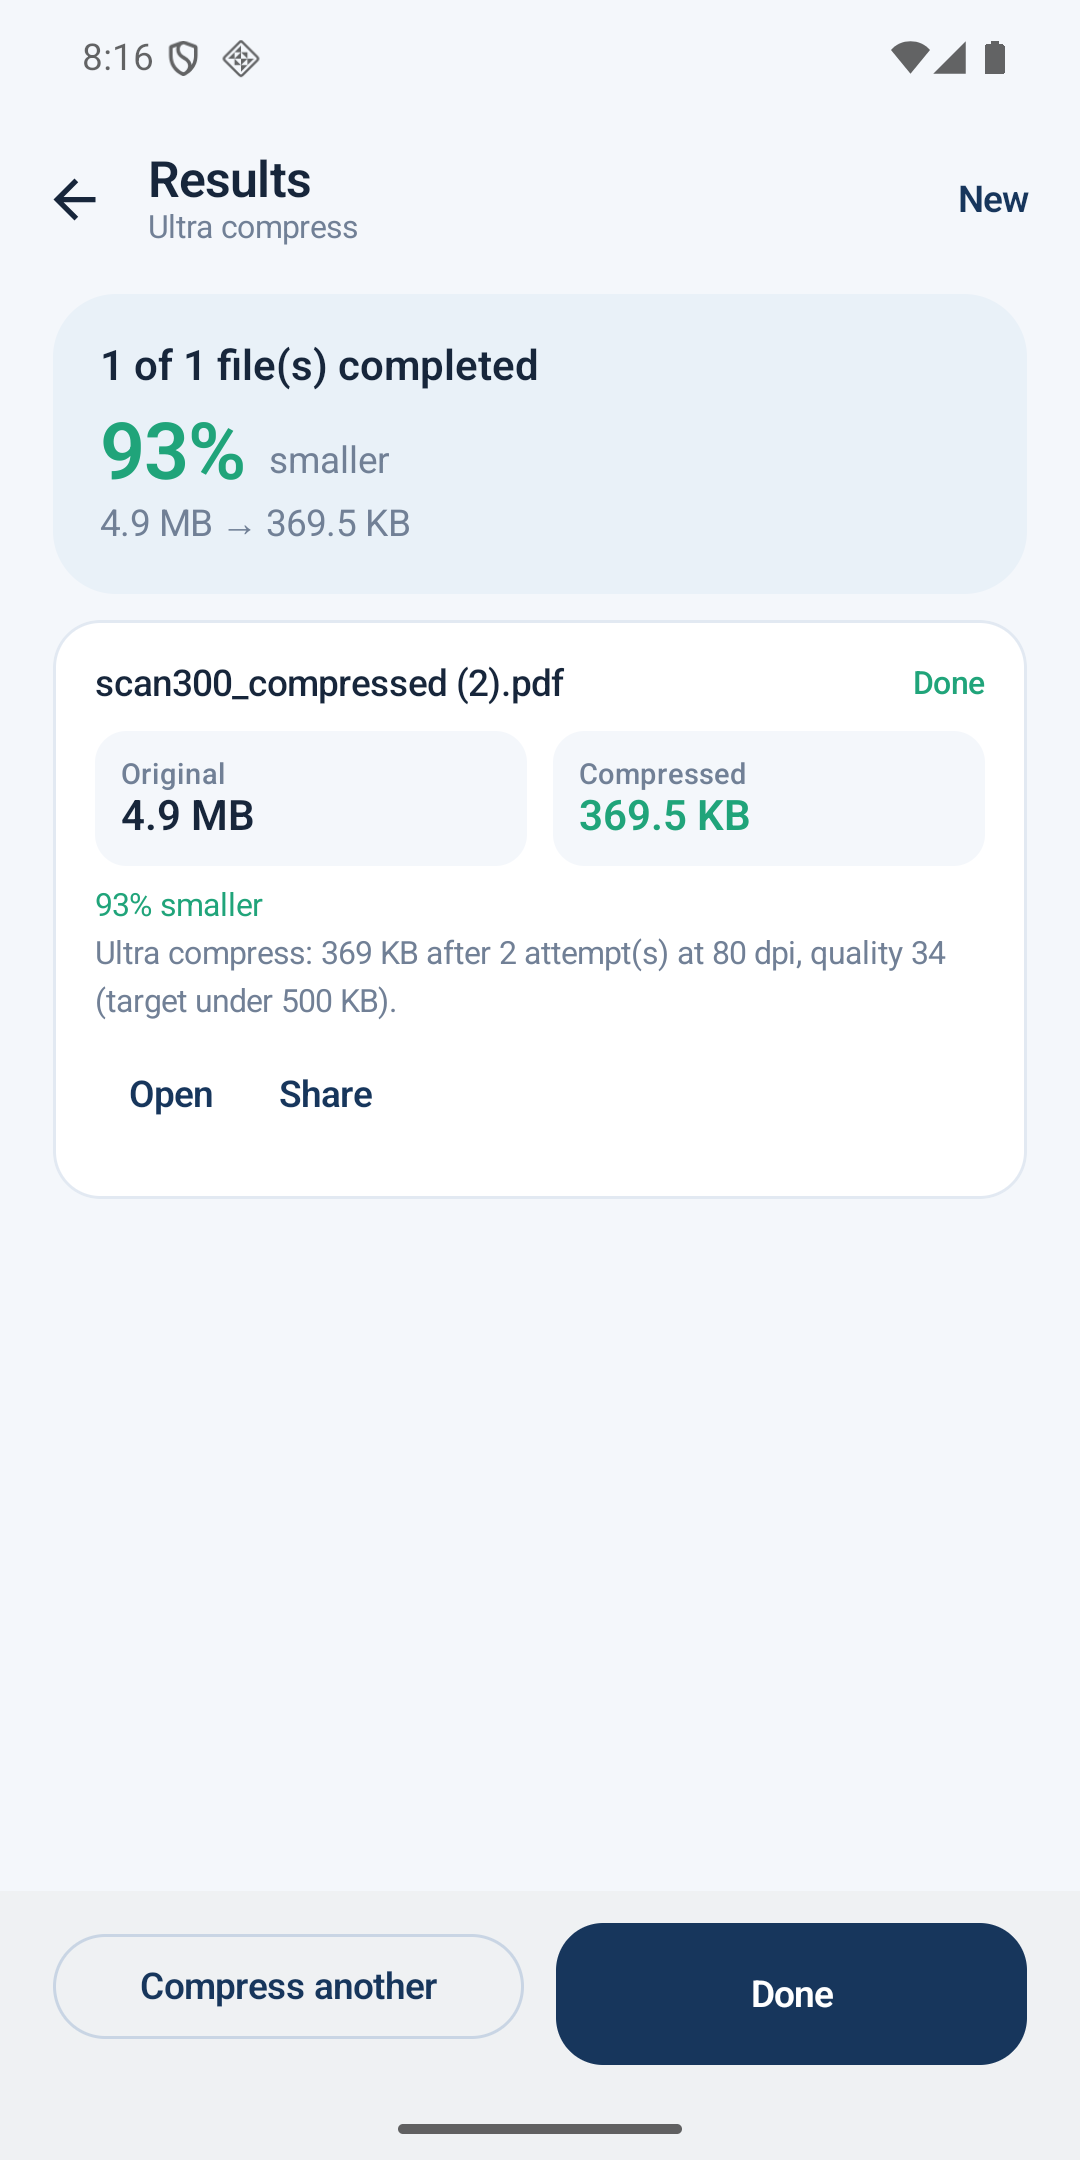 8:16
Results
Ultra compress
New
1 of 1 file(s) completed
93% smaller
4.9 MB → 369.5 KB
scan300_compressed (2).pdf
Done
Original
4.9 MB
Compressed
369.5 KB
93% smaller
Ultra compress: 369 KB after 2 attempt(s) at 80 dpi, quality 34
(target under 500 KB).
Open Share
Compress another
Done